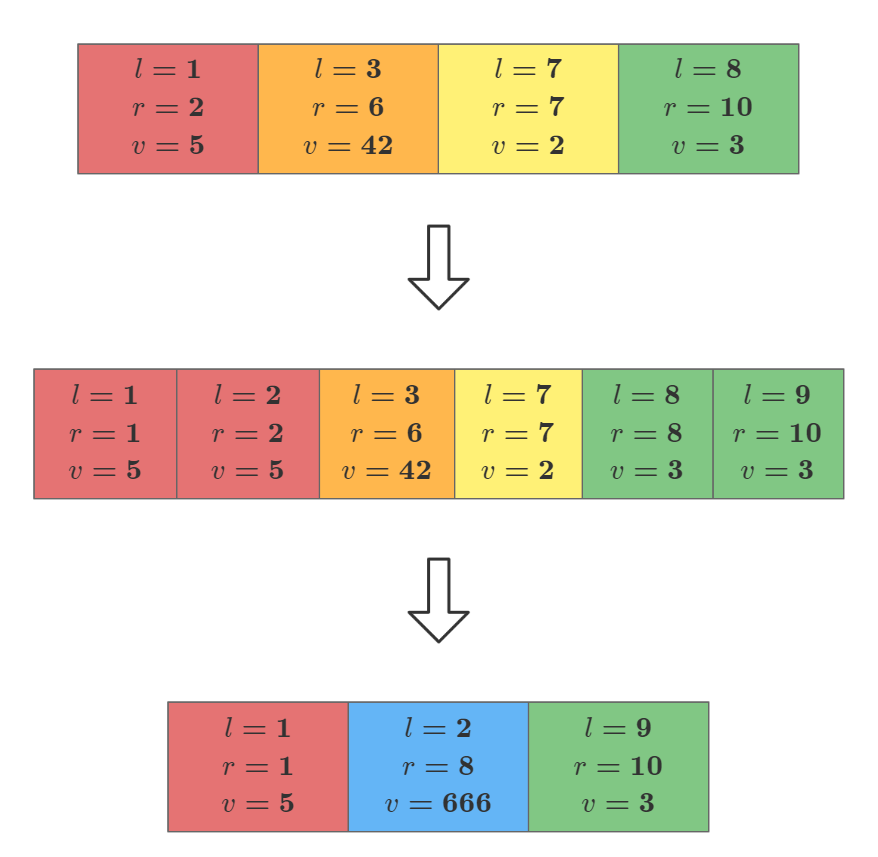 l = 1
r = 2
v = 5
l = 3
r = 6
v = 42
l = 7
r = 7
v = 2
l = 8
r = 10
v = 3
l = 1
r = 1
v = 5
l = 2
r = 2
v = 5
l = 3
r = 6
v = 42
l = 7
r = 7
v = 2
l = 8
r = 8
v = 3
l = 9
r = 10
v = 3
l = 1
r = 1
v = 5
l = 2
r = 8
v = 666
l = 9
r = 10
v = 3